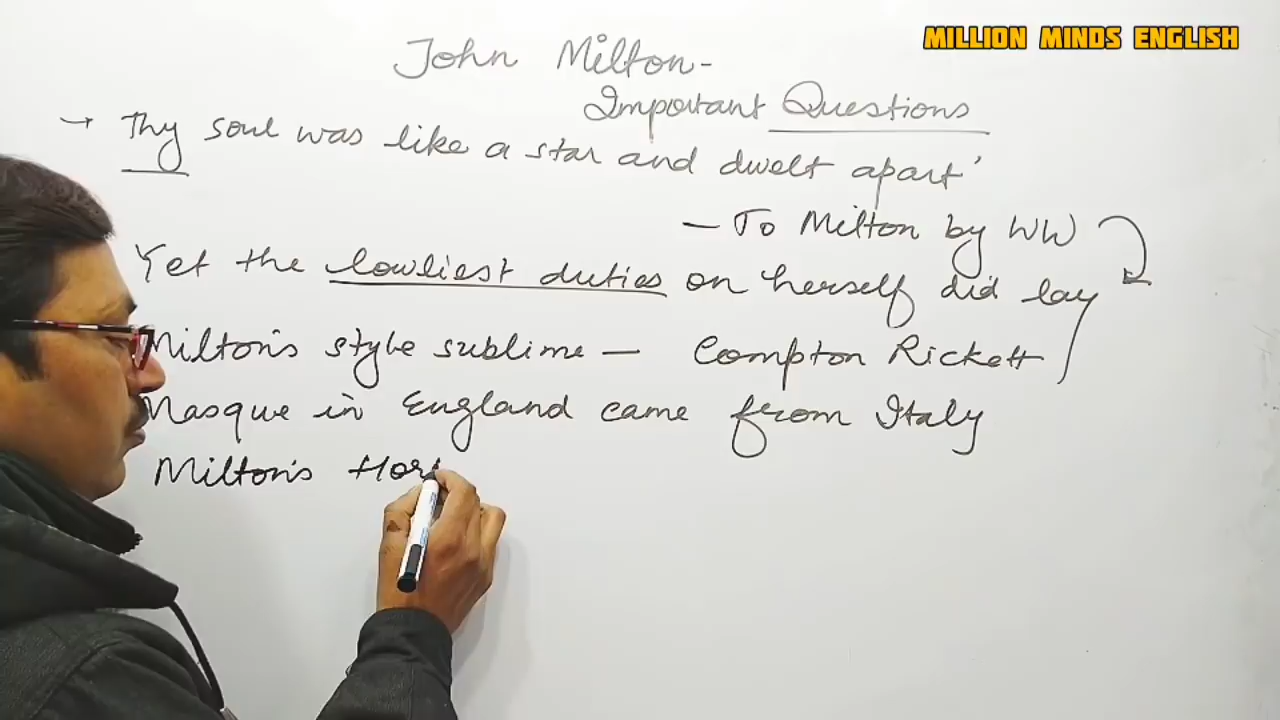 MILLION MINDS ENGLISH
John Milton-
Important Questions
→ Thy soul was like a star and dwelt apart'
- To Milton by WW
Yet the lowliest duties on herself did lay
Milton's style sublime - Compton Rickett
Masque in England came from Italy
Milton's Hor